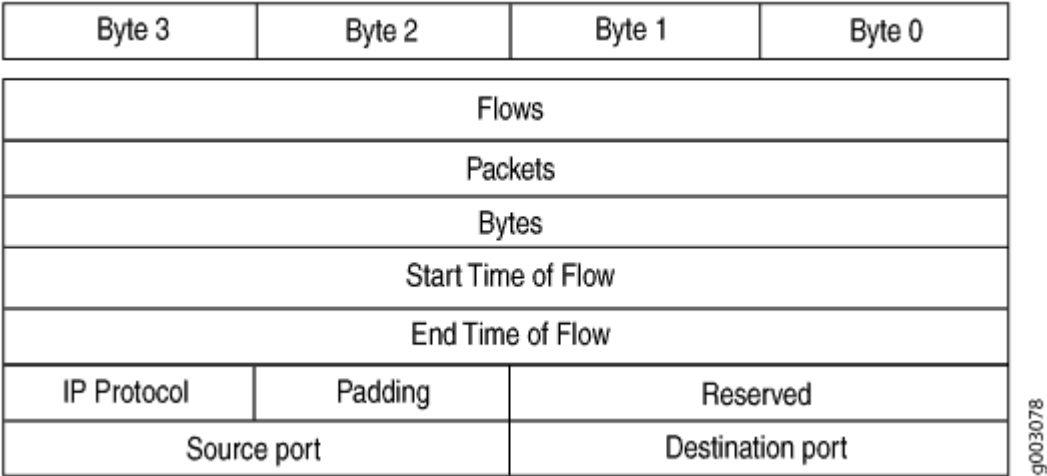 Byte 3 Byte 2 Byte 1 Byte 0
Flows
Packets
Bytes
Start Time of Flow
End Time of Flow
IP Protocol Padding Reserved
Source port Destination port
g003078